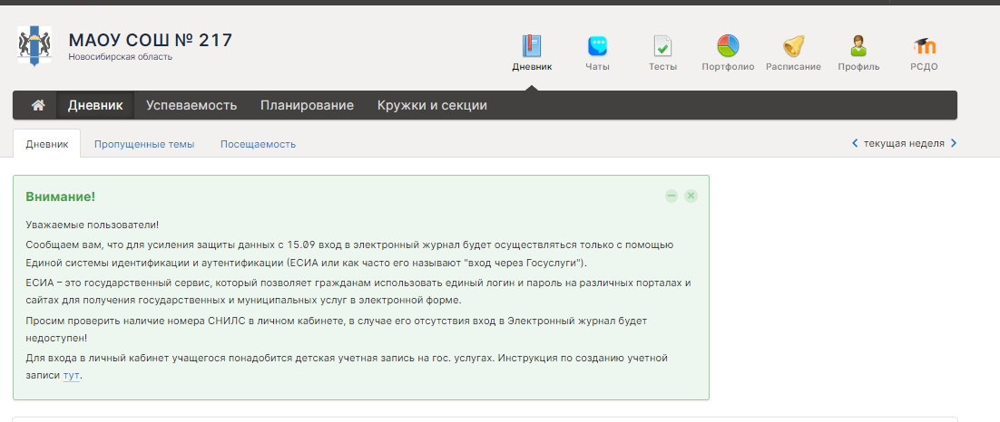 МАОУ СОШ № 217
Новосибирская область
Дневник
Чаты
Тесты
Портфолио
Расписание
Профиль
РСДО
Дневник
Успеваемость
Планирование
Кружки и секции
Дневник
Пропущенные темы
Посещаемость
текущая неделя
Внимание!
Уважаемые пользователи!
Сообщаем вам, что для усиления защиты данных с 15.09 вход в электронный журнал будет осуществляться только с помощью
Единой системы идентификации и аутентификации (ЕСИА или как часто его называют "вход через Госуслуги").
ЕСИА – это государственный сервис, который позволяет гражданам использовать единый логин и пароль на различных порталах и
сайтах для получения государственных и муниципальных услуг в электронной форме.
Просим проверить наличие номера СНИЛС в личном кабинете, в случае его отсутствия вход в Электронный журнал будет
недоступен!
Для входа в личный кабинет учащегося понадобится детская учетная запись на гос. услугах. Инструкция по созданию учетной
записи тут.